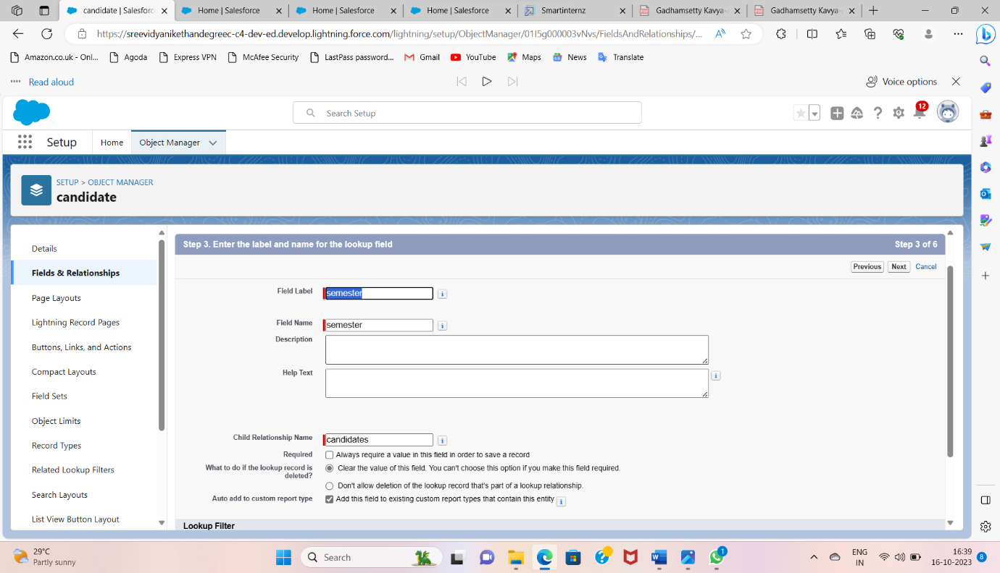 candidate | Salesforc
Home | Salesforce
Home | Salesforce
Home | Salesforce
Smartinternz
Gadhamsetty Kavya-
Gadhamsetty Kavya-
https://sreevidyanikethandegreec-c4-dev-ed.develop.lightning.force.com/lightning/setup/ObjectManager/01I5g000003vNvs/FieldsAndRelationships/...
Amazon.co.uk - Onl... Agoda Express VPN McAfee Security LastPass password... Gmail YouTube Maps News Translate
Read aloud Voice options
Search Setup 12
Setup Home Object Manager
SETUP > OBJECT MANAGER
candidate
Details
Fields & Relationships
Page Layouts
Lightning Record Pages
Buttons, Links, and Actions
Compact Layouts
Field Sets
Object Limits
Record Types
Related Lookup Filters
Search Layouts
List View Button Layout
Step 3. Enter the label and name for the lookup field Step 3 of 6
Previous Next Cancel
Field Label semester i
Field Name semester i
Description
Help Text i
Child Relationship Name candidates i
Required Always require a value in this field in order to save a record
What to do if the lookup record is deleted? Clear the value of this field. You can't choose this option if you make this field required.
Don't allow deletion of the lookup record that's part of a lookup relationship.
Auto add to custom report type Add this field to existing custom report types that contain this entity i
Lookup Filter
29°C
Partly sunny
Search
1
ENG
IN
16:39
16-10-2023
8